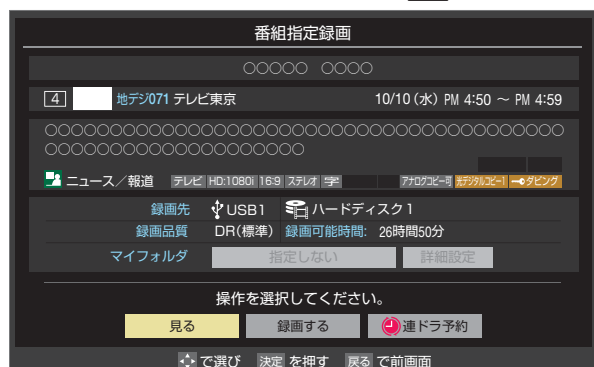 番組指定録画
○○○○○ ○○○○
4 地デジ071 テレビ東京 10/10(水) PM 4:50 ～ PM 4:59
○○○○○○○○○○○○○○○○○○○○○○○○○○○○○○○○○○○○○○○○
○○○○○○○○○○○○○○○○○○○○
ニュース／報道 テレビ HD:1080i 16:9 ステレオ 字 アナログコピー可 光デジタルコピー1 ダビング
録画先 USB1 ハードディスク1
録画品質 DR(標準) 録画可能時間: 26時間50分
マイフォルダ 指定しない 詳細設定
操作を選択してください。
見る 録画する 連ドラ予約
で選び 決定 を押す 戻る で前画面